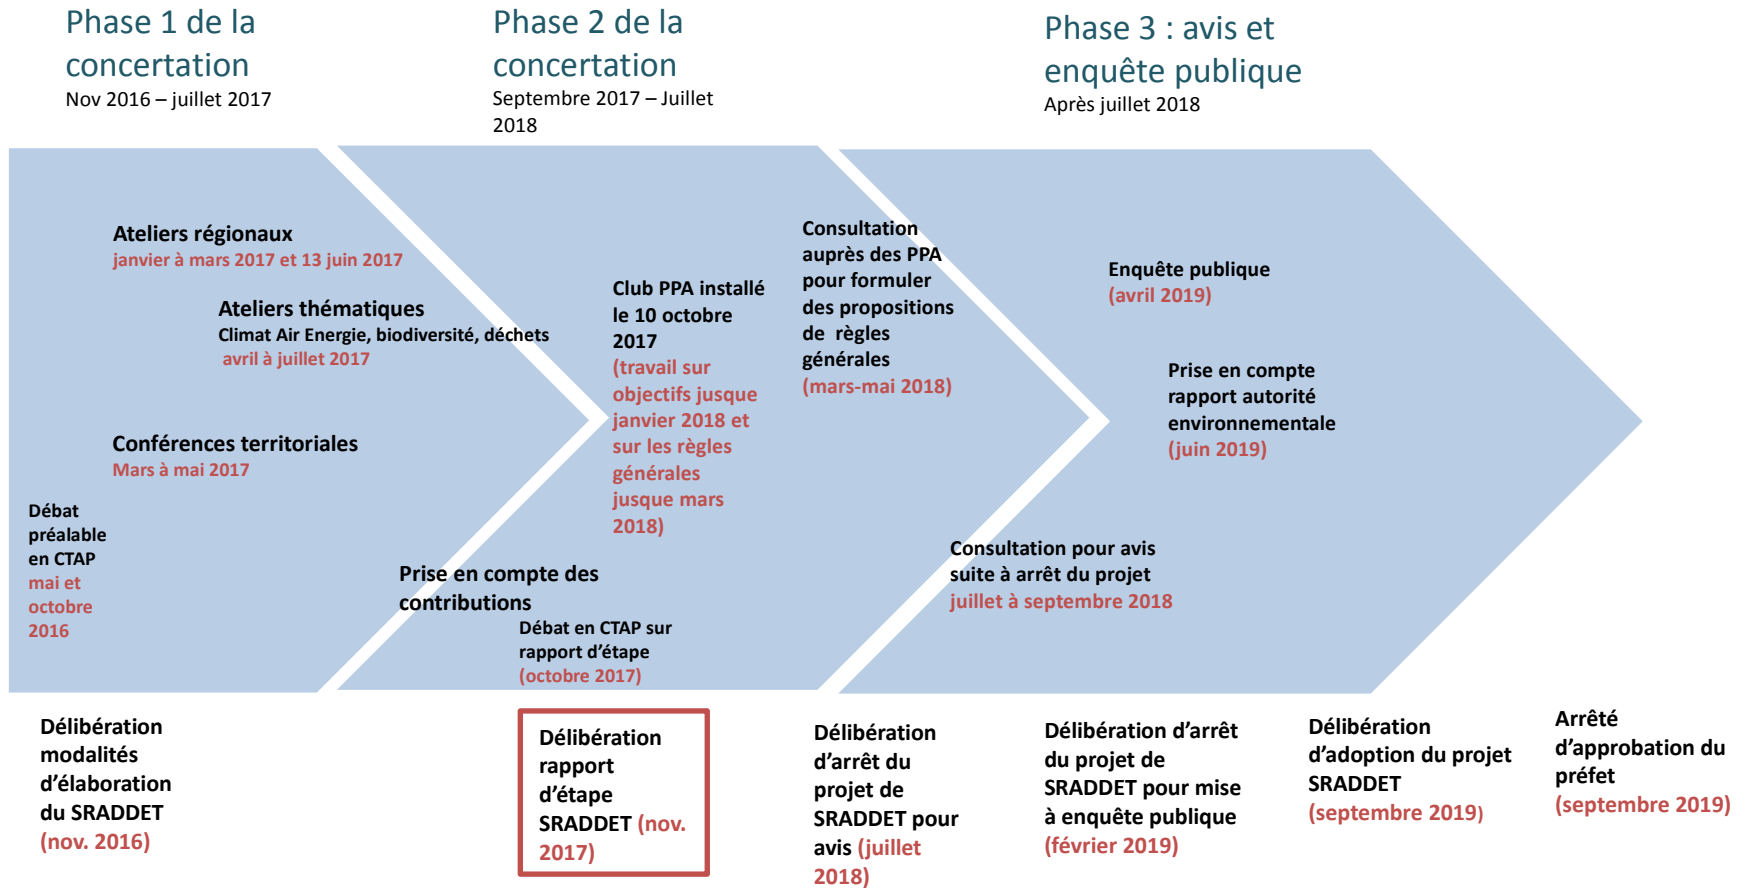 Phase 1 de la
concertation
Nov 2016 – juillet 2017
Phase 2 de la
concertation
Septembre 2017 – Juillet
2018
Phase 3 : avis et
enquête publique
Après juillet 2018
Ateliers régionaux
janvier à mars 2017 et 13 juin 2017
Ateliers thématiques
Climat Air Energie, biodiversité, déchets
avril à juillet 2017
Conférences territoriales
Mars à mai 2017
Débat
préalable
en CTAP
mai et
octobre
2016
Prise en compte des
contributions
Débat en CTAP sur
rapport d’étape
(octobre 2017)
Club PPA installé
le 10 octobre
2017
(travail sur
objectifs jusque
janvier 2018 et
sur les règles
générales
jusque mars
2018)
Consultation
auprès des PPA
pour formuler
des propositions
de règles
générales
(mars-mai 2018)
Enquête publique
(avril 2019)
Prise en compte
rapport autorité
environnementale
(juin 2019)
Consultation pour avis
suite à arrêt du projet
juillet à septembre 2018
Délibération
modalités
d’élaboration
du SRADDET
(nov. 2016)
Délibération
rapport
d’étape
SRADDET (nov.
2017)
Délibération
d’arrêt du
projet de
SRADDET pour
avis (juillet
2018)
Délibération d’arrêt
du projet de
SRADDET pour mise
à enquête publique
(février 2019)
Délibération
d’adoption du projet
SRADDET
(septembre 2019)
Arrêté
d’approbation du
préfet
(septembre 2019)